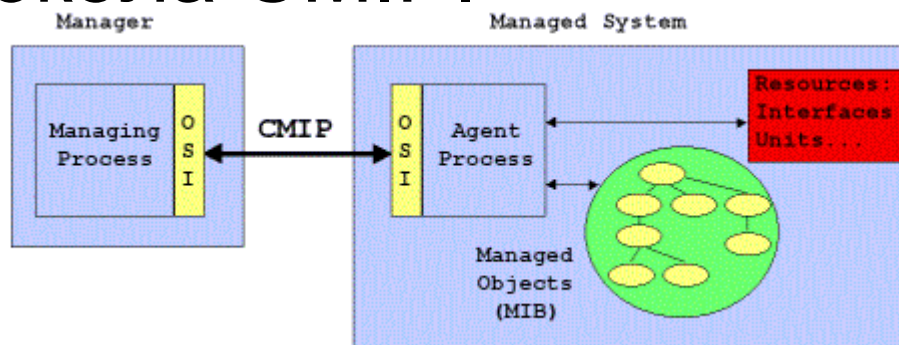 Manager
Managed System
Managing
Process
O
S
I
CMIP
O
S
I
Agent
Process
Resources:
Interfaces
Units...
Managed
Objects
(MIB)